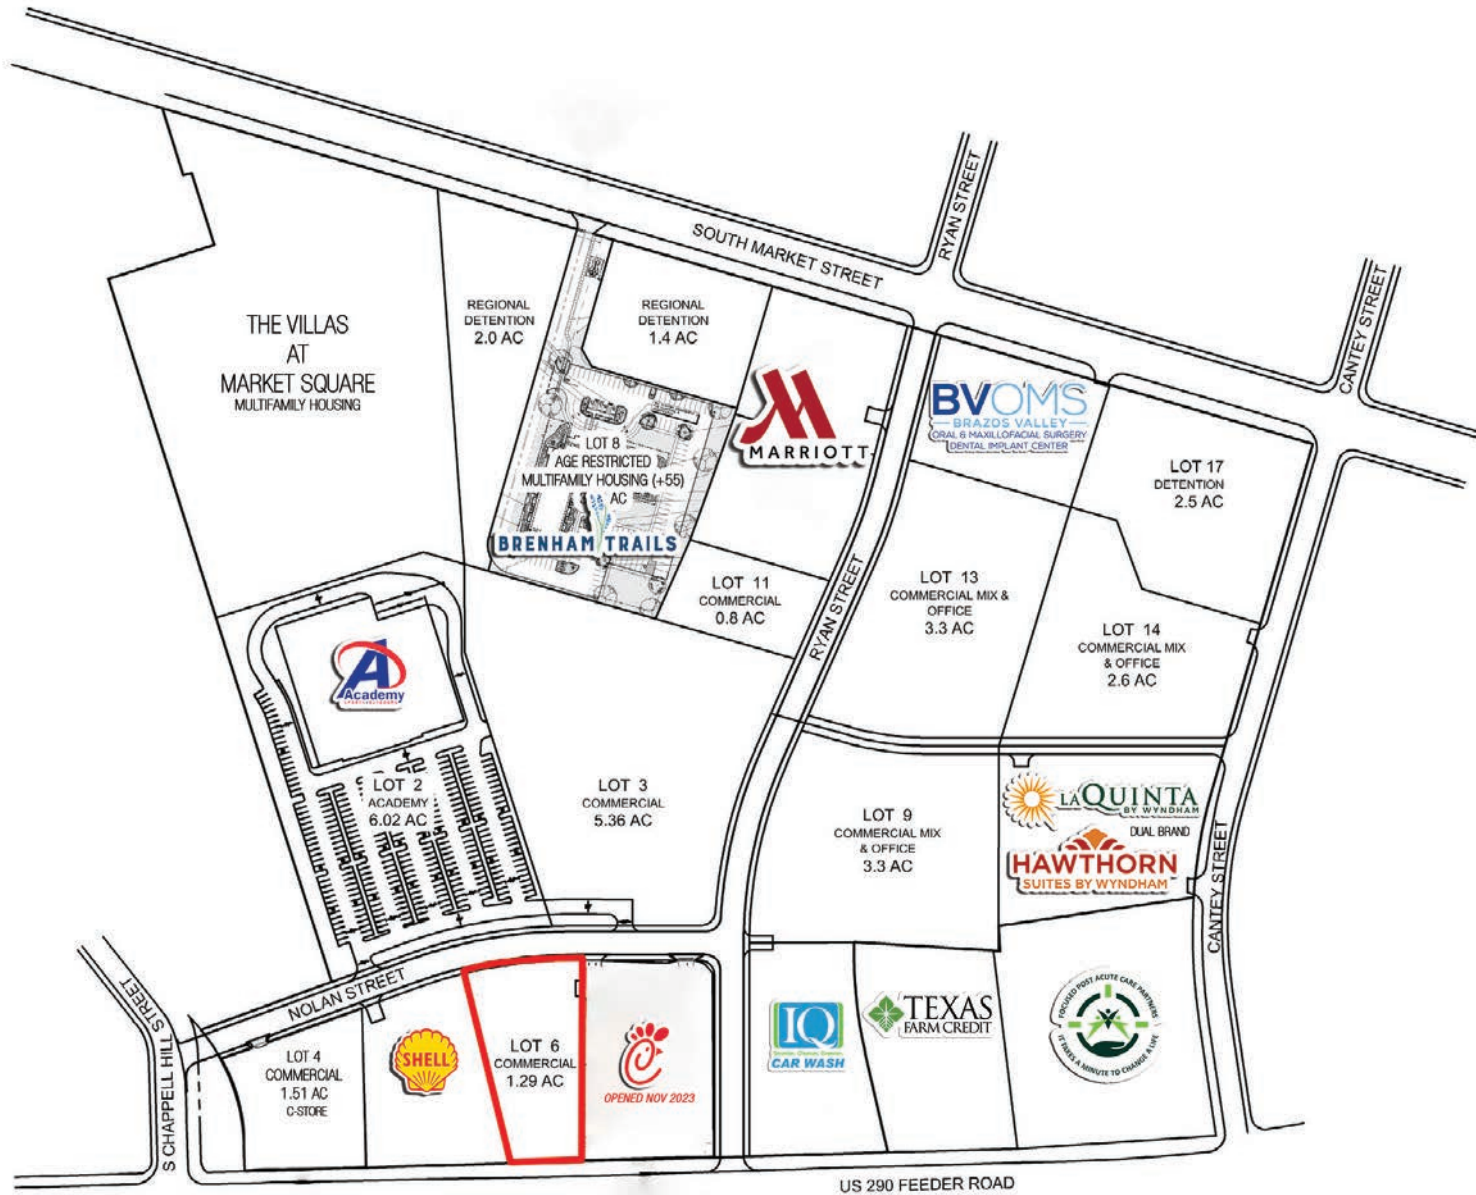 SOUTH MARKET STREET
RYAN STREET
CANTEY STREET
THE VILLAS
AT
MARKET SQUARE
MULTIFAMILY HOUSING
REGIONAL
DETENTION
2.0 AC
REGIONAL
DETENTION
1.4 AC
LOT 8
AGE RESTRICTED
MULTIFAMILY HOUSING (+55)
AC
BRENHAM TRAILS
MARRIOTT
BVOMS
BRAZOS VALLEY
ORAL & MAXILLOFACIAL SURGERY
DENTAL IMPLANT CENTER
LOT 17
DETENTION
2.5 AC
LOT 11
COMMERCIAL
0.8 AC
RYAN STREET
LOT 13
COMMERCIAL MIX &
OFFICE
3.3 AC
LOT 14
COMMERCIAL MIX
& OFFICE
2.6 AC
Academy
LOT 2
ACADEMY
6.02 AC
LOT 3
COMMERCIAL
5.36 AC
LOT 9
COMMERCIAL MIX
& OFFICE
3.3 AC
LAQUINTA
BY WYNDHAM
DUAL BRAND
HAWTHORN
SUITES BY WYNDHAM
CANTEY STREET
S CHAPPELL HILL STREET
NOLAN STREET
LOT 4
COMMERCIAL
1.51 AC
C-STORE
SHELL
LOT 6
COMMERCIAL
1.29 AC
OPENED NOV 2023
IQ
CAR WASH
TEXAS
FARM CREDIT
FOCUSED POST ACUTE CARE PARTNERS
IT TAKES A MINUTE TO CHANGE A LIFE
US 290 FEEDER ROAD